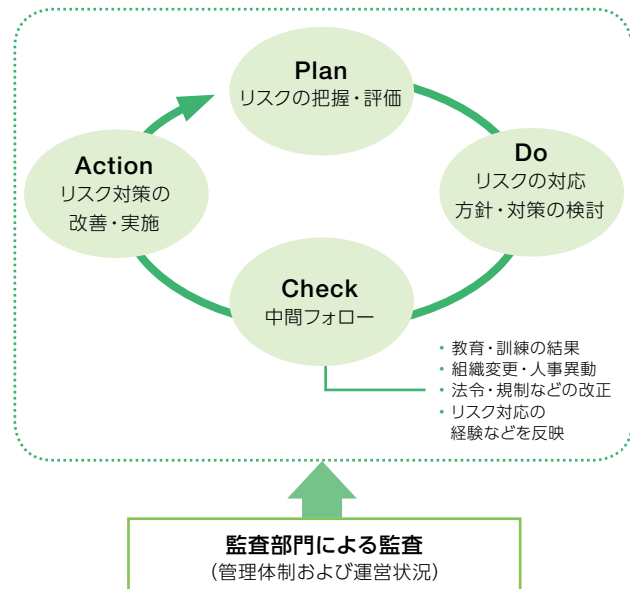 Plan
リスクの把握・評価
Do
リスクの対応
方針・対策の検討
Action
リスク対策の
改善・実施
Check
中間フォロー
・教育・訓練の結果
・組織変更・人事異動
・法令・規制などの改正
・リスク対応の
経験などを反映
監査部門による監査
(管理体制および運営状況)